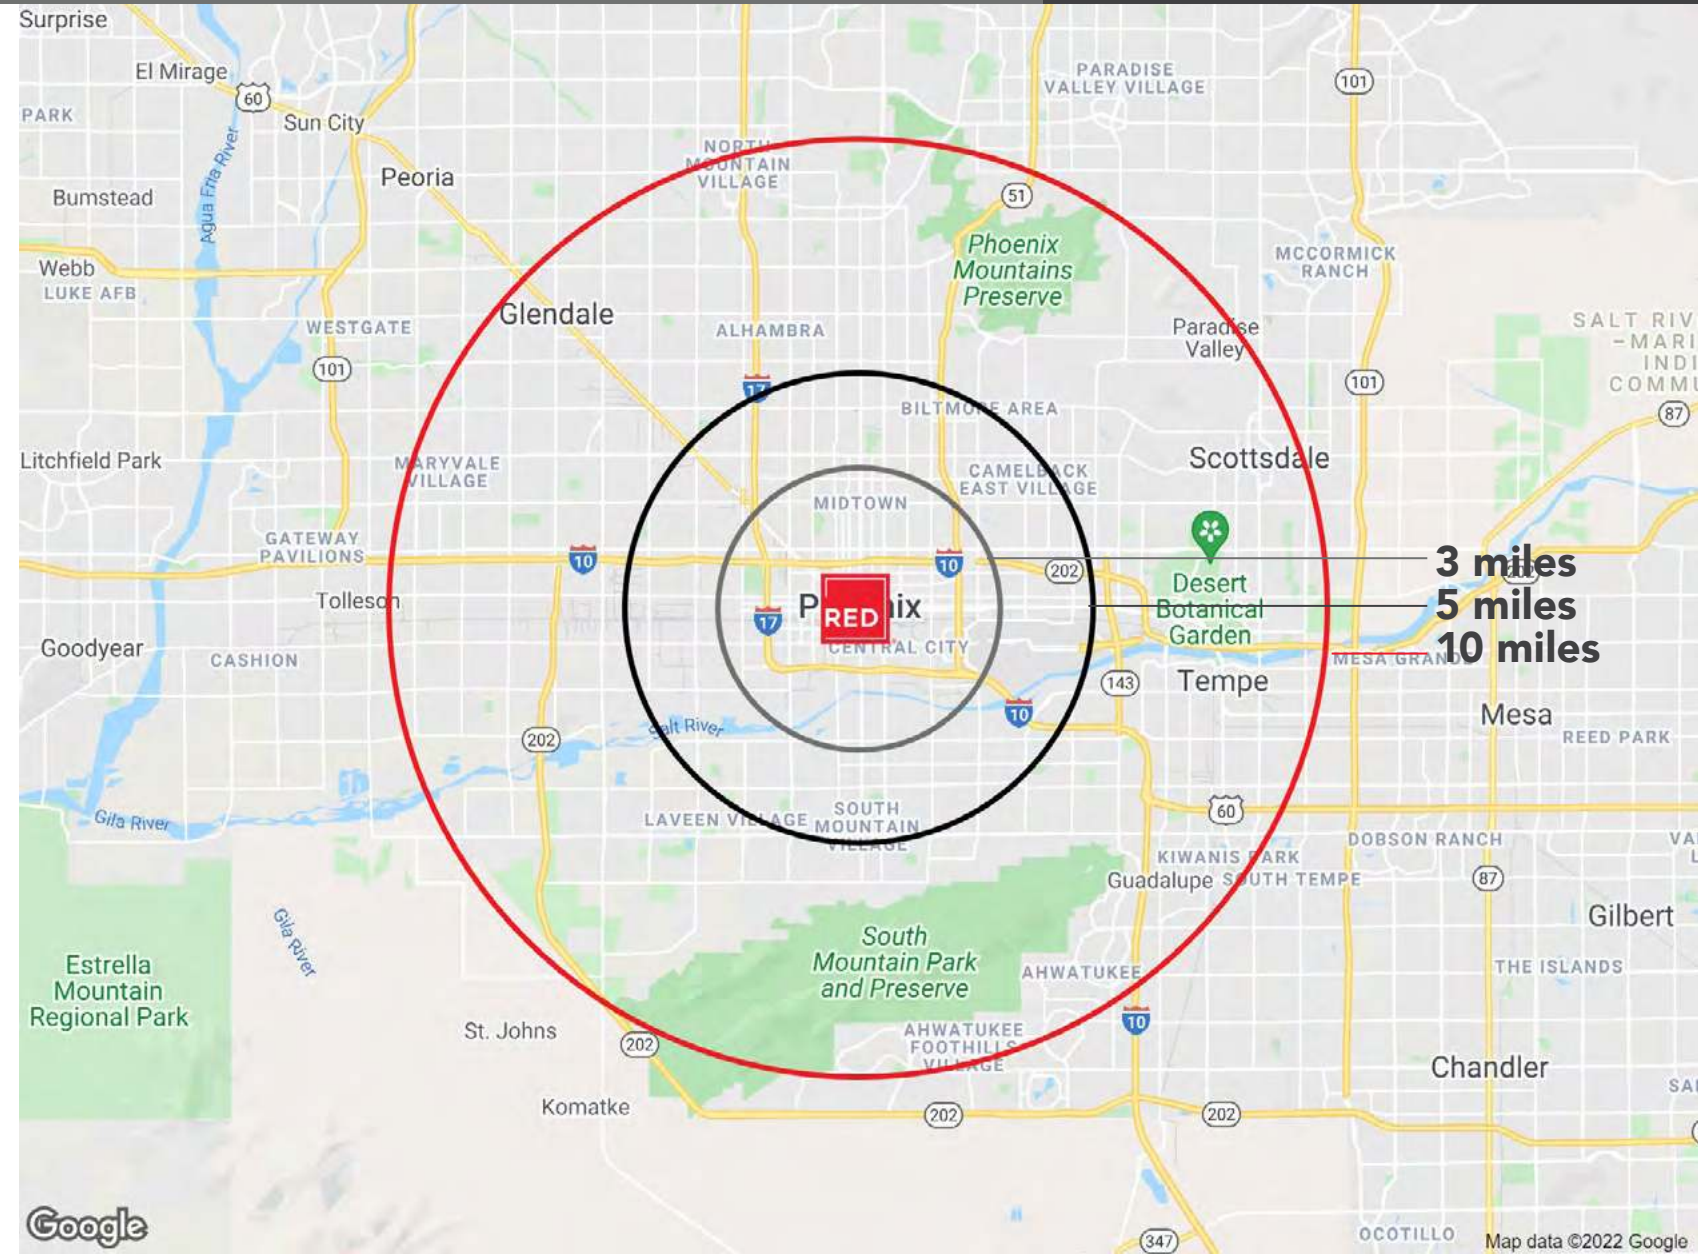 Surprise
El Mirage
60
Sun City
PARK
PARADISE
VALLEY VILLAGE
101
NORTH
MOUNTAIN
VILLAGE
Agua Fria River
Peoria
Bumstead
51
Phoenix
Mountains
Preserve
MCCORMICK
RANCH
Webb
LUKE AFB
WESTGATE
Glendale
ALHAMBRA
Paradise
Valley
SALT RIV
-MARI
INDI
COMMU
101
17
101
87
BILTMORE AREA
Litchfield Park
MARYVALE
VILLAGE
CAMELBACK
EAST VILLAGE
Scottsdale
MIDTOWN
GATEWAY
PAVILIONS
10
10
202
3 miles
Desert
Botanical
Garden
5 miles
Tolleson
RED
17
Goodyear
CASHION
CENTRAL CITY
10 miles
MESA GRANDE
143
Tempe
10
Mesa
Salt River
202
REED PARK
Gila River
LAVEEN VILLAGE
SOUTH
MOUNTAIN
VILLAGE
60
DOBSON RANCH
KIWANIS PARK
Guadalupe
SOUTH TEMPE
87
Gilbert
Gila River
South
Mountain Park
and Preserve
Estrella
Mountain
Regional Park
AHWATUKEE
THE ISLANDS
10
St. Johns
202
AHWATUKEE
FOOTHILLS
VILLAGE
Chandler
Komatke
202
202
Google
347
OCOTILLO
Map data ©2022 Google